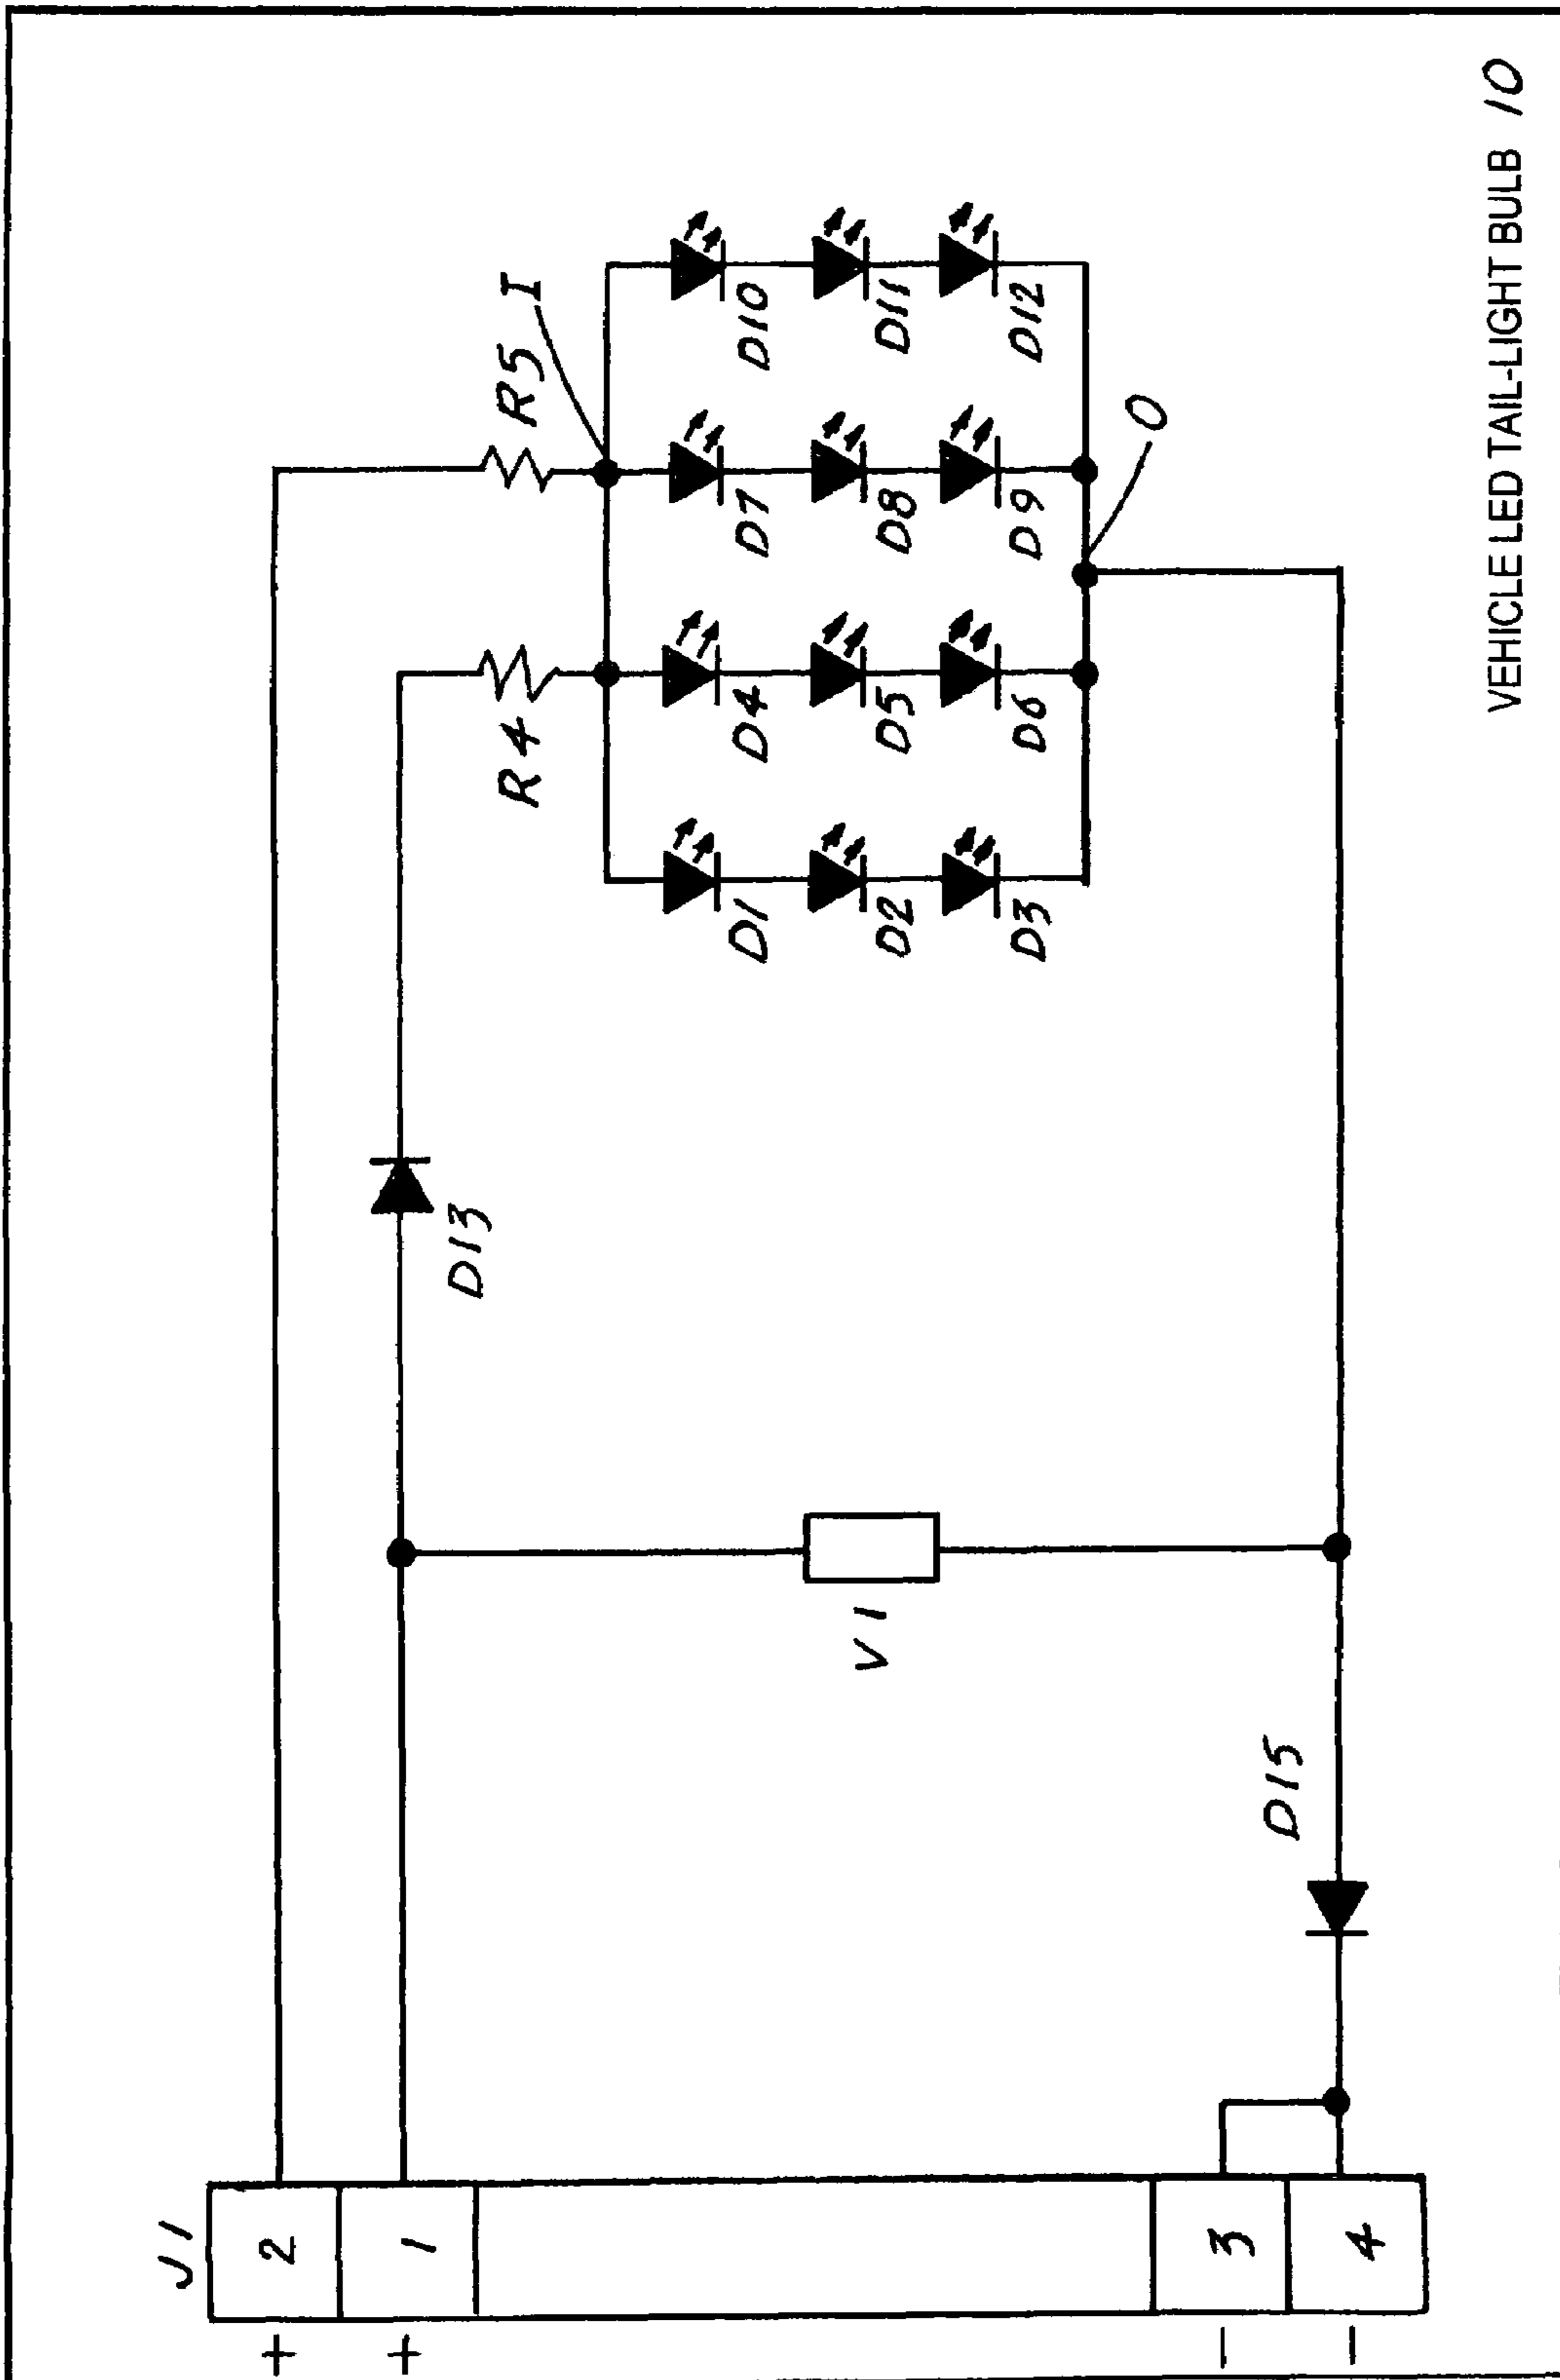 J1
+ 2
+ 1
- 3
- 4
V1
D15
D13
R4
R5
I
D1
D4
D7
D10
D2
D5
D8
D11
D3
D6
D9
D12
O
VEHICLE LED TAIL-LIGHT BULB 10